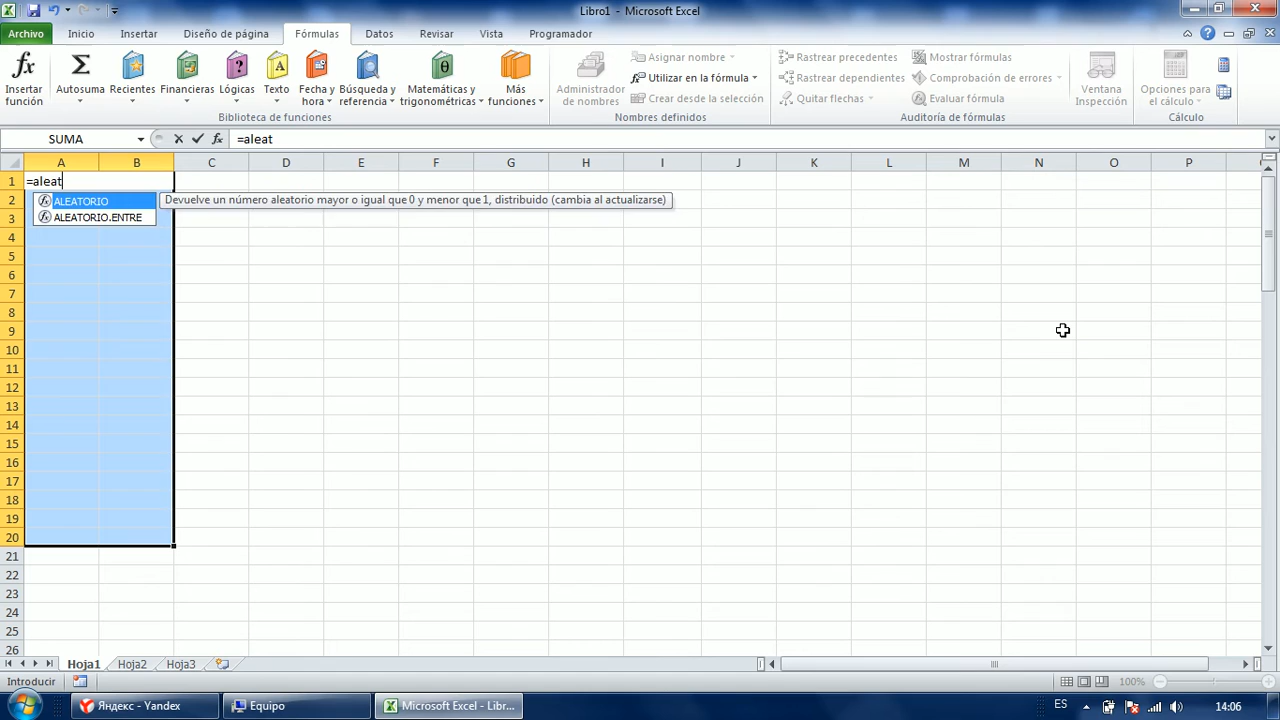 Libro1 - Microsoft Excel
Archivo Inicio Insertar Diseño de página Fórmulas Datos Revisar Vista Programador
Insertar función
Autosuma
Recientes
Financieras
Lógicas
Texto
Fecha y hora
Búsqueda y referencia
Matemáticas y trigonométricas
Más funciones
Biblioteca de funciones
Administrador de nombres
Asignar nombre
Utilizar en la fórmula
Crear desde la selección
Nombres definidos
Rastrear precedentes
Rastrear dependientes
Quitar flechas
Mostrar fórmulas
Comprobación de errores
Evaluar fórmula
Auditoría de fórmulas
Ventana Inspección
Opciones para el cálculo
Cálculo
SUMA =aleat
A B C D E F G H I J K L M N O P
1 =aleat
2 ALEATORIO Devuelve un número aleatorio mayor o igual que 0 y menor que 1, distribuido (cambia al actualizarse)
3 ALEATORIO.ENTRE
4
5
6
7
8
9
10
11
12
13
14
15
16
17
18
19
20
21
22
23
24
25
26
Hoja1 Hoja2 Hoja3
Introducir 100%
Яндекс - Yandex Equipo Microsoft Excel - Libr... ES 14:06